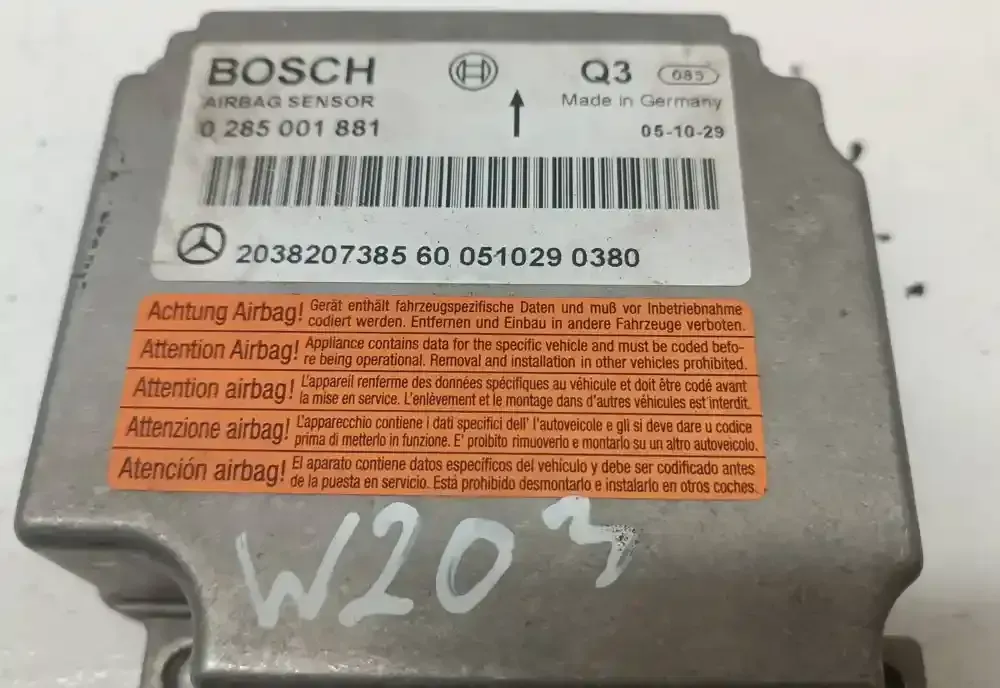 BOSCH
Q3 085
AIRBAG SENSOR
Made in Germany
0 285 001 881
05-10-29
2038207385 60 051029 0380
Achtung Airbag! Gerät enthält fahrzeugspezifische Daten und muß vor Inbetriebnahme
codiert werden. Entfernen und Einbau in andere Fahrzeuge verboten.
Attention Airbag! Appliance contains data for the specific vehicle and must be coded befo-
re being operational. Removal and installation in other vehicles prohibited.
Attention airbag! L'appareil renferme des données spécifiques au véhicule et doit être codé avant
la mise en service. L'enlèvement et le montage dans d'autres véhicules est interdit.
Attenzione airbag! L'apparecchio contiene i dati specifici dell' l'autoveicole e gli si deve dare u codice
prima di metterlo in funzione. E' proibito rimuoverlo e montarlo su un altro autoveicolo.
Atención airbag! El aparato contiene datos específicos del vehículo y debe ser codificado antes
de la puesta en servicio. Está prohibido desmontarlo e instalarlo en otros coches.
W203